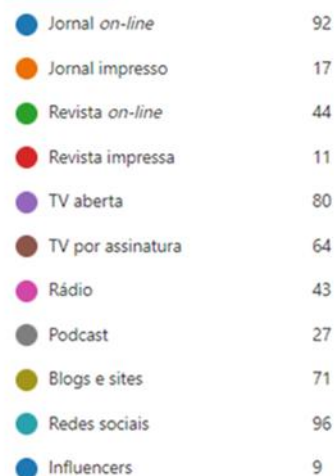 Jornal on-line 92
Jornal impresso 17
Revista on-line 44
Revista impressa 11
TV aberta 80
TV por assinatura 64
Rádio 43
Podcast 27
Blogs e sites 71
Redes sociais 96
Influencers 9